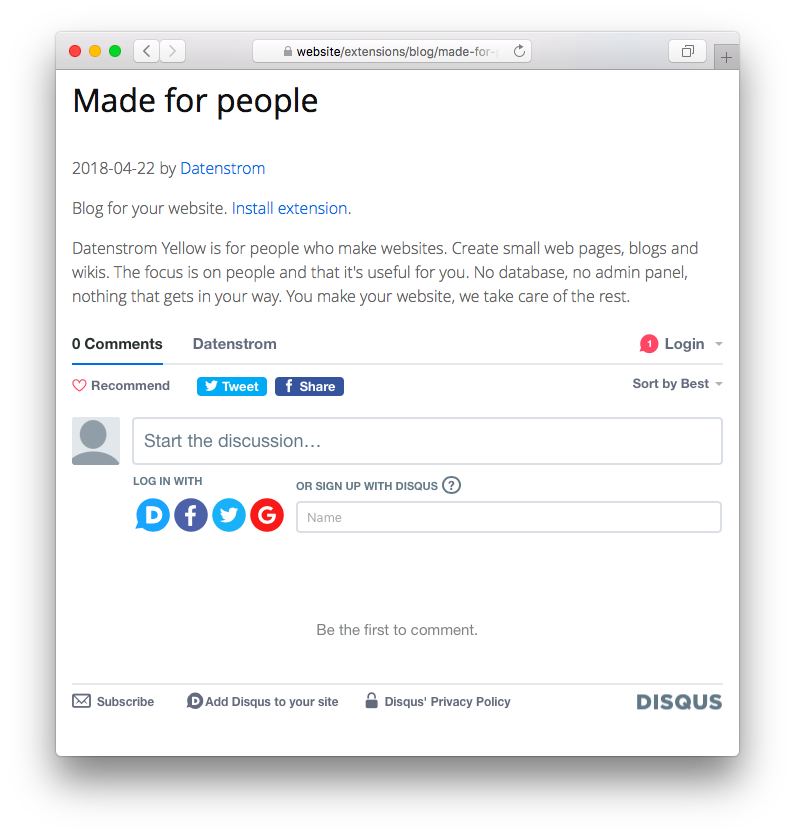 website/extensions/blog/made-for-
Made for people
2018-04-22 by Datenstrom
Blog for your website. Install extension.
Datenstrom Yellow is for people who make websites. Create small web pages, blogs and
wikis. The focus is on people and that it's useful for you. No database, no admin panel,
nothing that gets in your way. You make your website, we take care of the rest.
0 Comments Datenstrom 1 Login
Recommend Tweet f Share Sort by Best
Start the discussion…
LOG IN WITH
OR SIGN UP WITH DISQUS ?
D f G
Name
Be the first to comment.
Subscribe D Add Disqus to your site Disqus' Privacy Policy DISQUS